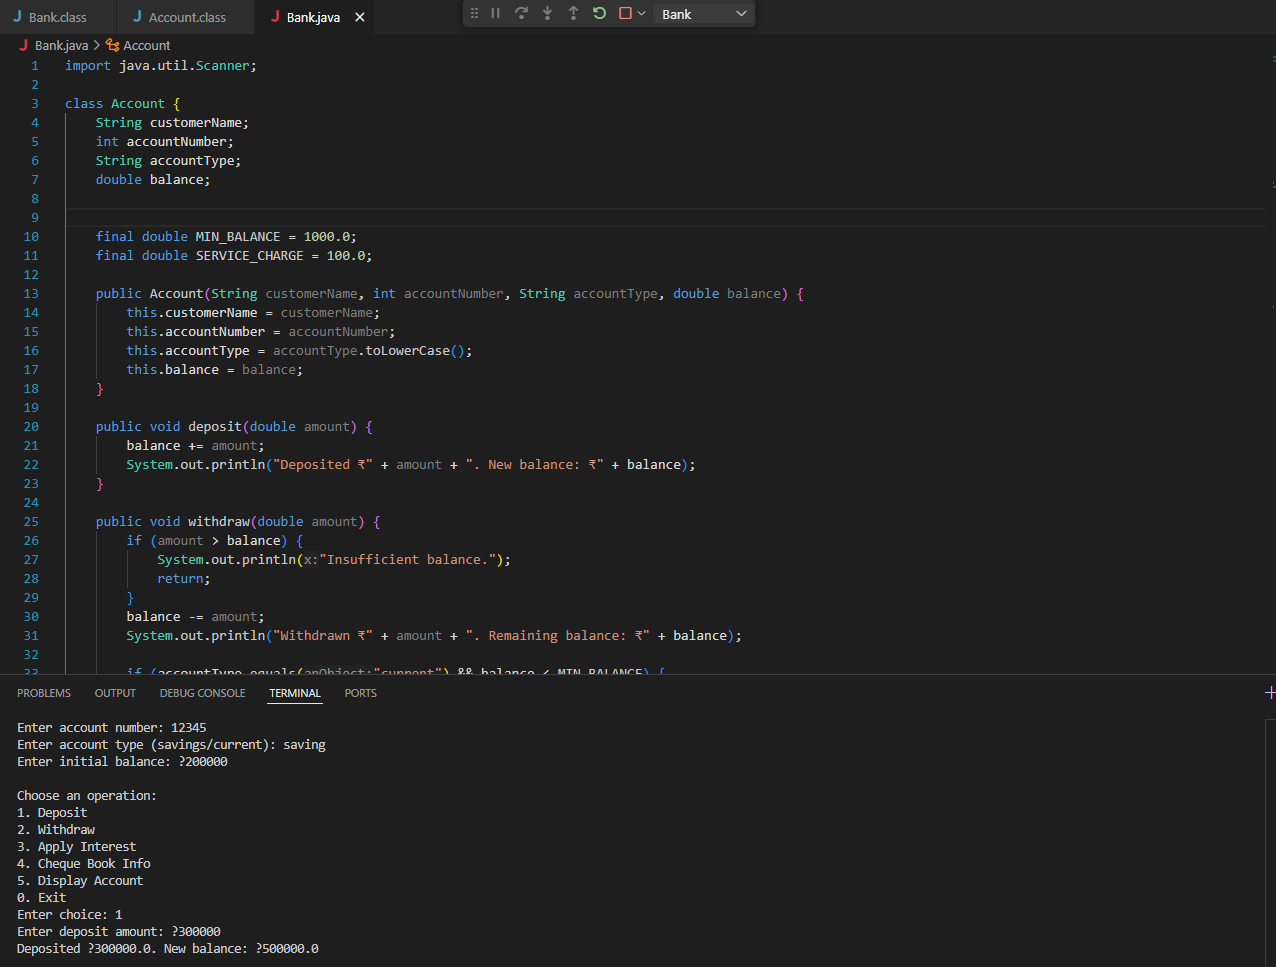 Bank.class Account.class Bank.java Bank
Bank.java > Account
1 import java.util.Scanner;
2
3 class Account {
4 String customerName;
5 int accountNumber;
6 String accountType;
7 double balance;
8
9
10 final double MIN_BALANCE = 1000.0;
11 final double SERVICE_CHARGE = 100.0;
12
13 public Account(String customerName, int accountNumber, String accountType, double balance) {
14 this.customerName = customerName;
15 this.accountNumber = accountNumber;
16 this.accountType = accountType.toLowerCase();
17 this.balance = balance;
18 }
19
20 public void deposit(double amount) {
21 balance += amount;
22 System.out.println("Deposited ₹" + amount + ". New balance: ₹" + balance);
23 }
24
25 public void withdraw(double amount) {
26 if (amount > balance) {
27 System.out.println(x:"Insufficient balance.");
28 return;
29 }
30 balance -= amount;
31 System.out.println("Withdrawn ₹" + amount + ". Remaining balance: ₹" + balance);
32
33 if (accountType.equals(anObject:"current") && balance < MIN_BALANCE) {
PROBLEMS OUTPUT DEBUG CONSOLE TERMINAL PORTS
Enter account number: 12345
Enter account type (savings/current): saving
Enter initial balance: ?200000
Choose an operation:
1. Deposit
2. Withdraw
3. Apply Interest
4. Cheque Book Info
5. Display Account
0. Exit
Enter choice: 1
Enter deposit amount: ?300000
Deposited ?300000.0. New balance: ?500000.0